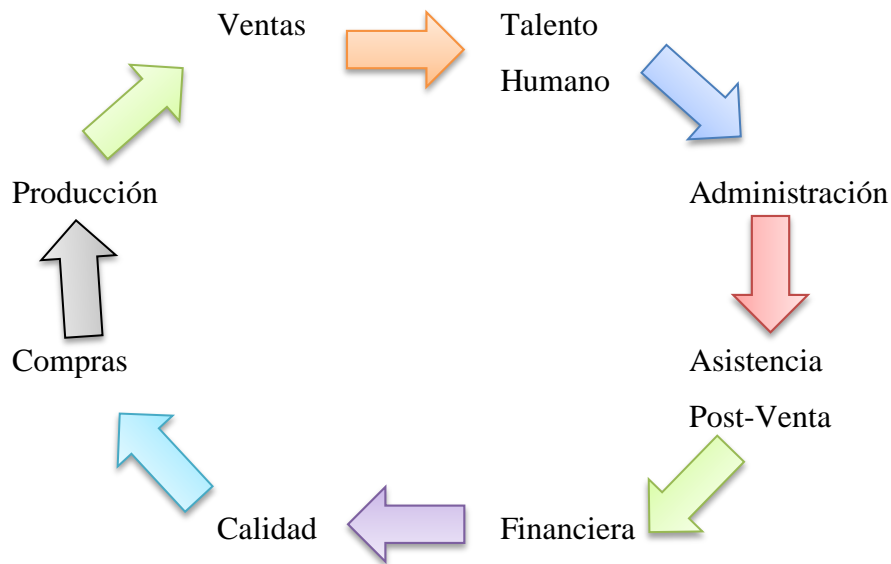 Ventas
Talento
Humano
Producción
Administración
Compras
Asistencia
Post-Venta
Calidad
Financiera